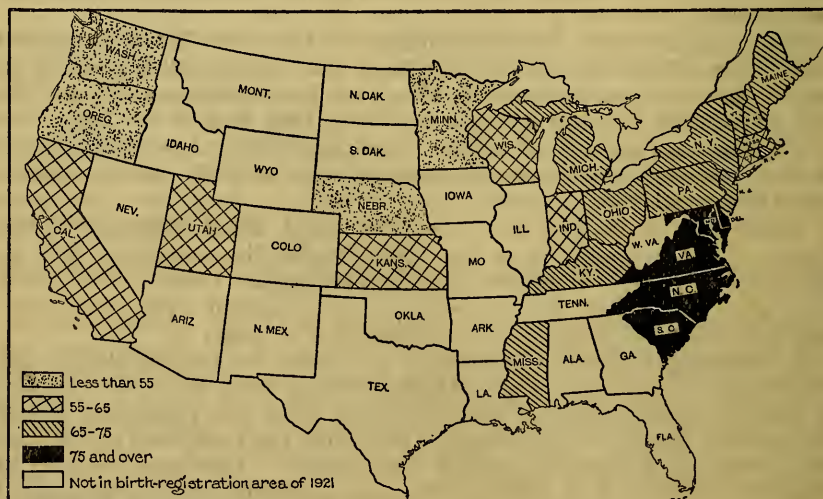 WASH.
MONT.
N. DAK.
MINN.
MAINE
OREG.
IDAHO
S. DAK.
WIS.
MICH.
N. Y.
WYO
IOWA
PA.
NEV.
UTAH
NEBR.
ILL
IND.
OHIO
CAL.
COLO
KANS.
MO
KY.
W. VA.
VA.
DEL.
N. C.
TENN.
S. C.
ARIZ
N. MEX.
OKLA.
ARK.
MISS.
ALA.
GA.
TEX.
LA.
FLA.
Less than 55
55-65
65-75
75 and over
Not in birth-registration area of 1921